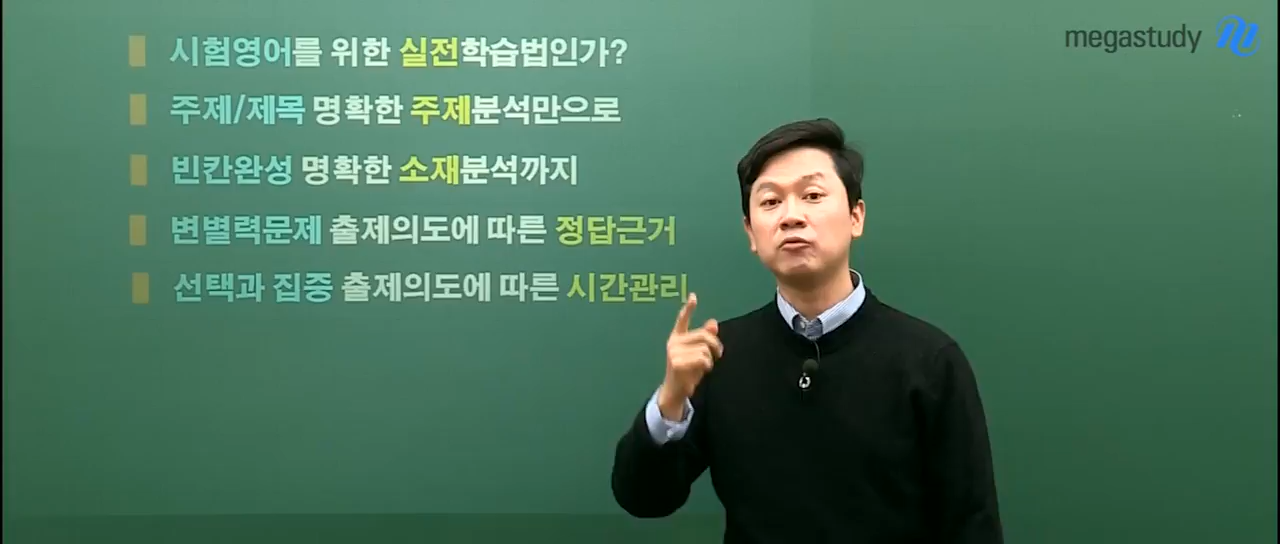 megastudy
시험영어를 위한 실전학습법인가?
주제/제목 명확한 주제분석만으로
빈칸완성 명확한 소재분석까지
변별력문제 출제의도에 따른 정답근거
선택과 집중 출제의도에 따른 시간관리